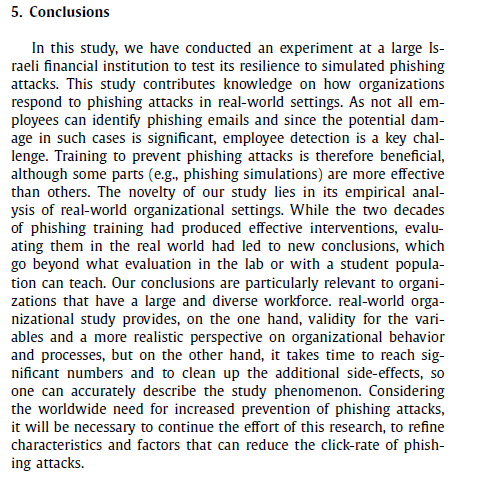 5. Conclusions
In this study, we have conducted an experiment at a large Is-
raeli financial institution to test its resilience to simulated phishing
attacks. This study contributes knowledge on how organizations
respond to phishing attacks in real-world settings. As not all em-
ployees can identify phishing emails and since the potential dam-
age in such cases is significant, employee detection is a key chal-
lenge. Training to prevent phishing attacks is therefore beneficial,
although some parts (e.g., phishing simulations) are more effective
than others. The novelty of our study lies in its empirical anal-
ysis of real-world organizational settings. While the two decades
of phishing training had produced effective interventions, evalu-
ating them in the real world had led to new conclusions, which
go beyond what evaluation in the lab or with a student popula-
tion can teach. Our conclusions are particularly relevant to organi-
zations that have a large and diverse workforce. real-world orga-
nizational study provides, on the one hand, validity for the vari-
ables and a more realistic perspective on organizational behavior
and processes, but on the other hand, it takes time to reach sig-
nificant numbers and to clean up the additional side-effects, so
one can accurately describe the study phenomenon. Considering
the worldwide need for increased prevention of phishing attacks,
it will be necessary to continue the effort of this research, to refine
characteristics and factors that can reduce the click-rate of phish-
ing attacks.